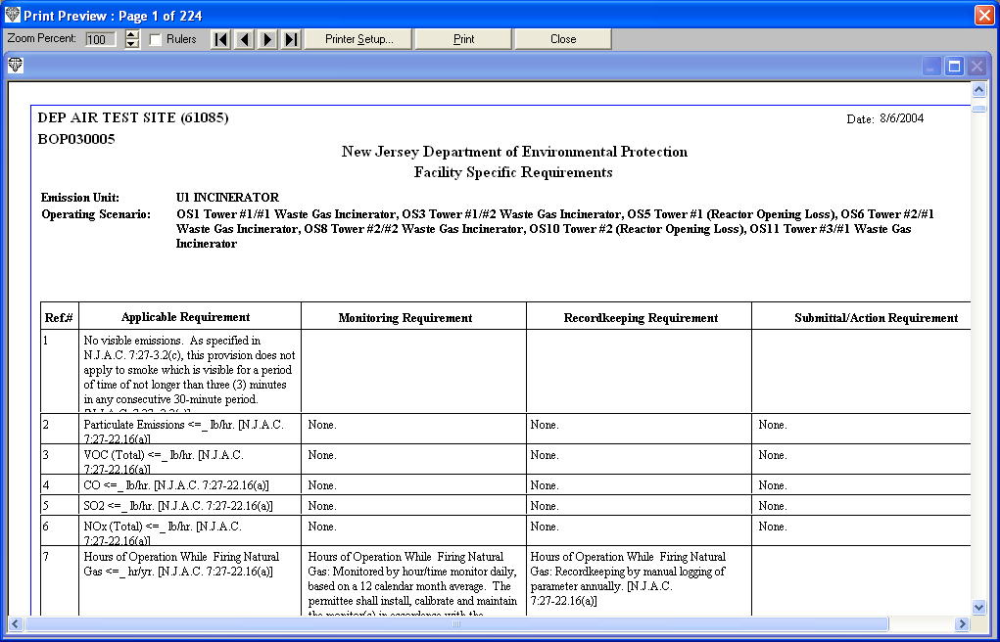 Print Preview : Page 1 of 224
Zoom Percent: 100 Rulers Printer Setup... Print Close
DEP AIR TEST SITE (61085) Date: 8/6/2004
BOP030005
New Jersey Department of Environmental Protection
Facility Specific Requirements
Emission Unit: U1 INCINERATOR
Operating Scenario: OS1 Tower #1/#1 Waste Gas Incinerator, OS3 Tower #1/#2 Waste Gas Incinerator, OS5 Tower #1 (Reactor Opening Loss), OS6 Tower #2/#1
Waste Gas Incinerator, OS8 Tower #2/#2 Waste Gas Incinerator, OS10 Tower #2 (Reactor Opening Loss), OS11 Tower #3/#1 Waste Gas
Incinerator
Ref.# Applicable Requirement Monitoring Requirement Recordkeeping Requirement Submittal/Action Requirement
1 No visible emissions. As specified in
N.J.A.C. 7:27-3.2(c), this provision does not
apply to smoke which is visible for a period
of time of not longer than three (3) minutes
in any consecutive 30-minute period.
2 Particulate Emissions <=_ lb/hr. [N.J.A.C. None. None. None.
7:27-22.16(a)]
3 VOC (Total) <=_ lb/hr. [N.J.A.C. None. None. None.
7:27-22.16(a)]
4 CO <=_ lb/hr. [N.J.A.C. 7:27-22.16(a)] None. None. None.
5 SO2 <=_ lb/hr. [N.J.A.C. 7:27-22.16(a)] None. None. None.
6 NOx (Total) <=_ lb/hr. [N.J.A.C. None. None. None.
7:27-22.16(a)]
7 Hours of Operation While Firing Natural
Gas <=_ hr/yr. [N.J.A.C. 7:27-22.16(a)]
Hours of Operation While Firing Natural
Gas: Monitored by hour/time monitor daily,
based on a 12 calendar month average. The
permittee shall install, calibrate and maintain
the monitor(s) in accordance with the
Hours of Operation While Firing Natural
Gas: Recordkeeping by manual logging of
parameter annually. [N.J.A.C.
7:27-22.16(a)]